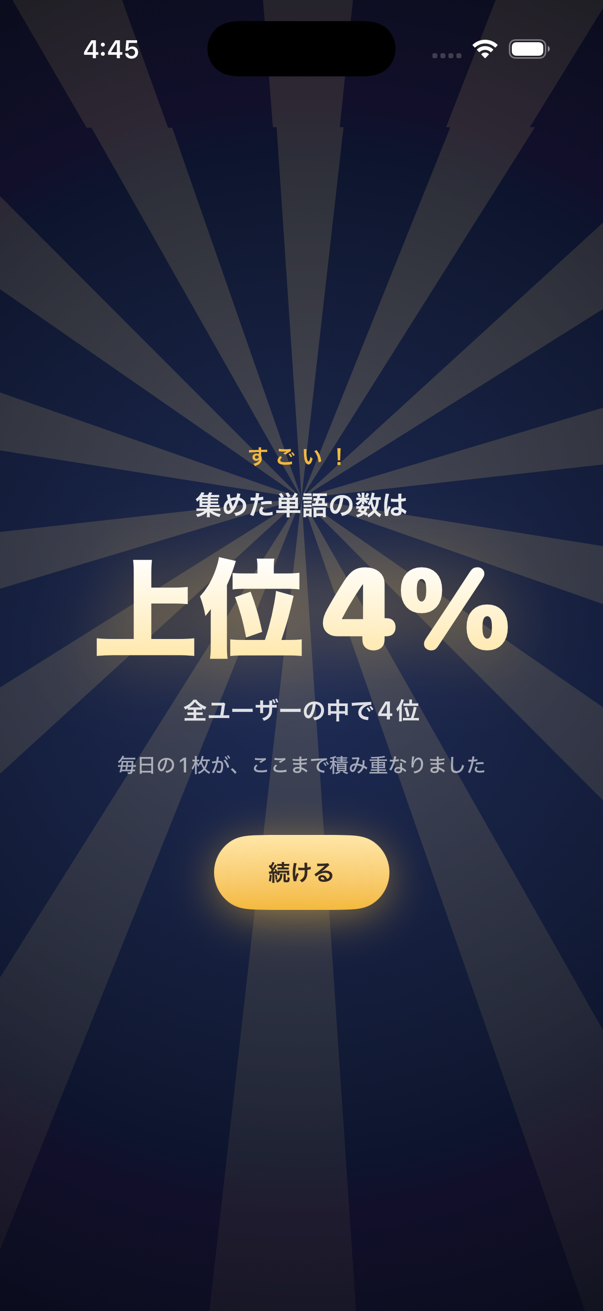 4:45
すごい！
集めた単語の数は
上位4%
全ユーザーの中で4位
毎日の1枚が、ここまで積み重なりました
続ける